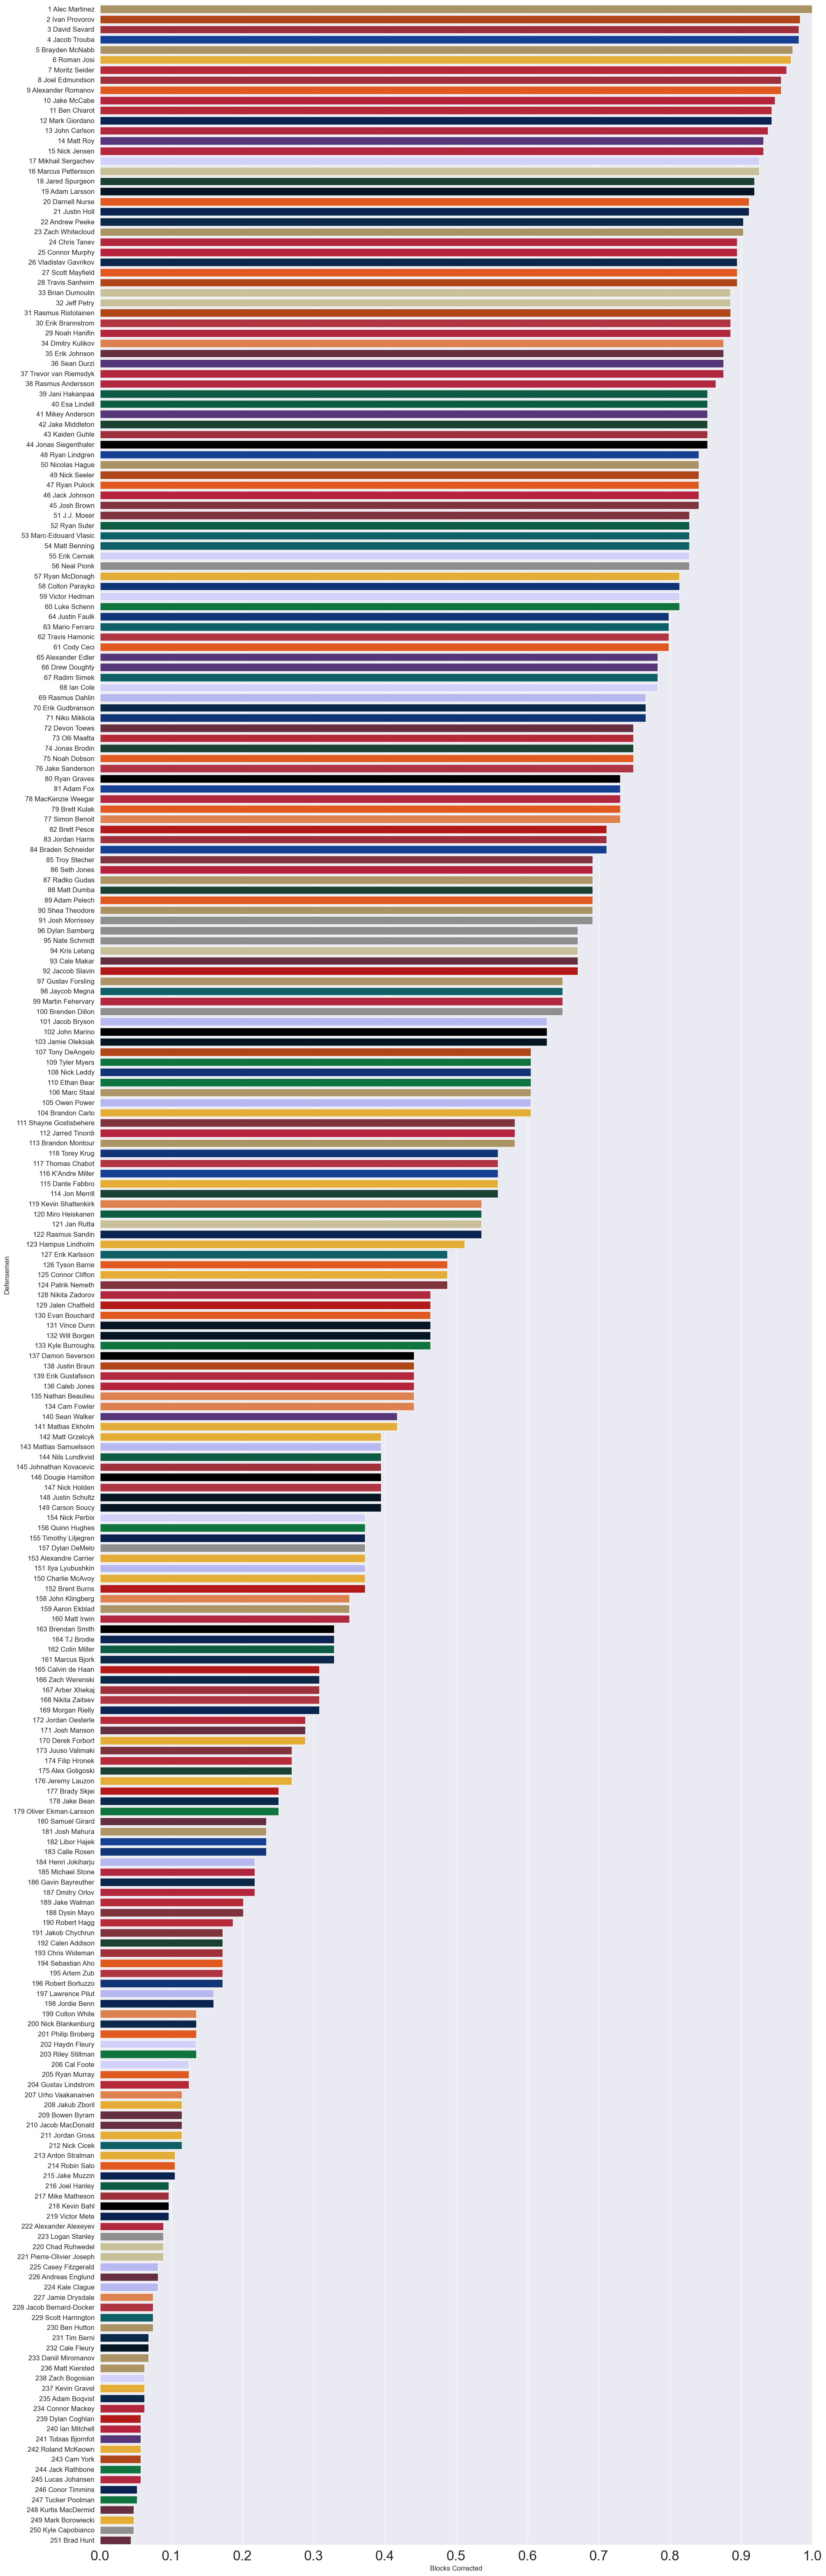 1 Alec Martinez
2 Ivan Provorov
3 David Savard
4 Jacob Trouba
5 Brayden McNabb
6 Roman Josi
7 Moritz Seider
8 Joel Edmundson
9 Alexander Romanov
10 Jake McCabe
11 Ben Chiarot
12 Mark Giordano
13 John Carlson
14 Matt Roy
15 Nick Jensen
17 Mikhail Sergachev
16 Marcus Pettersson
18 Jared Spurgeon
19 Adam Larsson
20 Darnell Nurse
21 Justin Holl
22 Andrew Peeke
23 Zach Whitecloud
24 Chris Tanev
25 Connor Murphy
26 Vladislav Gavrikov
27 Scott Mayfield
28 Travis Sanheim
33 Brian Dumoulin
32 Jeff Petry
31 Rasmus Ristolainen
30 Erik Brannstrom
29 Noah Hanifin
34 Dmitry Kulikov
35 Erik Johnson
36 Sean Durzi
37 Trevor van Riemsdyk
38 Rasmus Andersson
39 Jani Hakanpaa
40 Esa Lindell
41 Mikey Anderson
42 Jake Middleton
43 Kaiden Guhle
44 Jonas Siegenthaler
48 Ryan Lindgren
50 Nicolas Hague
49 Nick Seeler
47 Ryan Pulock
46 Jack Johnson
45 Josh Brown
51 J.J. Moser
52 Ryan Suter
53 Marc-Edouard Vlasic
54 Matt Benning
55 Erik Cernak
56 Neal Pionk
57 Ryan McDonagh
58 Colton Parayko
59 Victor Hedman
60 Luke Schenn
64 Justin Faulk
63 Mario Ferraro
62 Travis Hamonic
61 Cody Ceci
65 Alexander Edler
66 Drew Doughty
67 Radim Simek
68 Ian Cole
69 Rasmus Dahlin
70 Erik Gudbranson
71 Niko Mikkola
72 Devon Toews
73 Olli Maatta
74 Jonas Brodin
75 Noah Dobson
76 Jake Sanderson
80 Ryan Graves
81 Adam Fox
78 MacKenzie Weegar
79 Brett Kulak
77 Simon Benoit
82 Brett Pesce
83 Jordan Harris
84 Braden Schneider
85 Troy Stecher
86 Seth Jones
87 Radko Gudas
88 Matt Dumba
89 Adam Pelech
90 Shea Theodore
91 Josh Morrissey
96 Dylan Samberg
95 Nate Schmidt
94 Kris Letang
93 Cale Makar
92 Jaccob Slavin
97 Gustav Forsling
98 Jaycob Megna
99 Martin Fehervary
100 Brenden Dillon
101 Jacob Bryson
102 John Marino
103 Jamie Oleksiak
107 Tony DeAngelo
109 Tyler Myers
108 Nick Leddy
110 Ethan Bear
106 Marc Staal
105 Owen Power
104 Brandon Carlo
111 Shayne Gostisbehere
112 Jarred Tinordi
113 Brandon Montour
118 Torey Krug
117 Thomas Chabot
116 K'Andre Miller
115 Dante Fabbro
114 Jon Merrill
119 Kevin Shattenkirk
120 Miro Heiskanen
121 Jan Rutta
122 Rasmus Sandin
123 Hampus Lindholm
127 Erik Karlsson
126 Tyson Barrie
125 Connor Clifton
124 Patrik Nemeth
128 Nikita Zadorov
129 Jalen Chatfield
130 Evan Bouchard
131 Vince Dunn
132 Will Borgen
133 Kyle Burroughs
137 Damon Severson
138 Justin Braun
139 Erik Gustafsson
136 Caleb Jones
135 Nathan Beaulieu
134 Cam Fowler
140 Sean Walker
141 Mattias Ekholm
142 Matt Grzelcyk
143 Mattias Samuelsson
144 Nils Lundkvist
145 Johnathan Kovacevic
146 Dougie Hamilton
147 Nick Holden
148 Justin Schultz
149 Carson Soucy
154 Nick Perbix
156 Quinn Hughes
155 Timothy Liljegren
157 Dylan DeMelo
153 Alexandre Carrier
151 Ilya Lyubushkin
150 Charlie McAvoy
152 Brent Burns
158 John Klingberg
159 Aaron Ekblad
160 Matt Irwin
163 Brendan Smith
164 TJ Brodie
162 Colin Miller
161 Marcus Bjork
165 Calvin de Haan
166 Zach Werenski
167 Arber Xhekaj
168 Nikita Zaitsev
169 Morgan Rielly
172 Jordan Oesterle
171 Josh Manson
170 Derek Forbort
173 Juuso Valimaki
174 Filip Hronek
175 Alex Goligoski
176 Jeremy Lauzon
177 Brady Skjei
178 Jake Bean
179 Oliver Ekman-Larsson
180 Samuel Girard
181 Josh Mahura
182 Libor Hajek
183 Calle Rosen
184 Henri Jokiharju
185 Michael Stone
186 Gavin Bayreuther
187 Dmitry Orlov
189 Jake Walman
188 Dysin Mayo
190 Robert Hagg
191 Jakob Chychrun
192 Calen Addison
193 Chris Wideman
194 Sebastian Aho
195 Artem Zub
196 Robert Bortuzzo
197 Lawrence Pilut
198 Jordie Benn
199 Colton White
200 Nick Blankenburg
201 Philip Broberg
202 Haydn Fleury
203 Riley Stillman
206 Cal Foote
205 Ryan Murray
204 Gustav Lindstrom
207 Urho Vaakanainen
208 Jakub Zboril
209 Bowen Byram
210 Jacob MacDonald
211 Jordan Gross
212 Nick Cicek
213 Anton Stralman
214 Robin Salo
215 Jake Muzzin
216 Joel Hanley
217 Mike Matheson
218 Kevin Bahl
219 Victor Mete
222 Alexander Alexeyev
223 Logan Stanley
220 Chad Ruhwedel
221 Pierre-Olivier Joseph
225 Casey Fitzgerald
226 Andreas Englund
224 Kale Clague
227 Jamie Drysdale
228 Jacob Bernard-Docker
229 Scott Harrington
230 Ben Hutton
231 Tim Berni
232 Cale Fleury
233 Daniil Miromanov
236 Matt Kiersted
238 Zach Bogosian
237 Kevin Gravel
235 Adam Boqvist
234 Connor Mackey
239 Dylan Coghlan
240 Ian Mitchell
241 Tobias Bjornfot
242 Roland McKeown
243 Cam York
244 Jack Rathbone
245 Lucas Johansen
246 Conor Timmins
247 Tucker Poolman
248 Kurtis MacDermid
249 Mark Borowiecki
250 Kyle Capobianco
251 Brad Hunt
Defensemen
0.0 0.1 0.2 0.3 0.4 0.5 0.6 0.7 0.8 0.9 1.0
Blocks Corrected